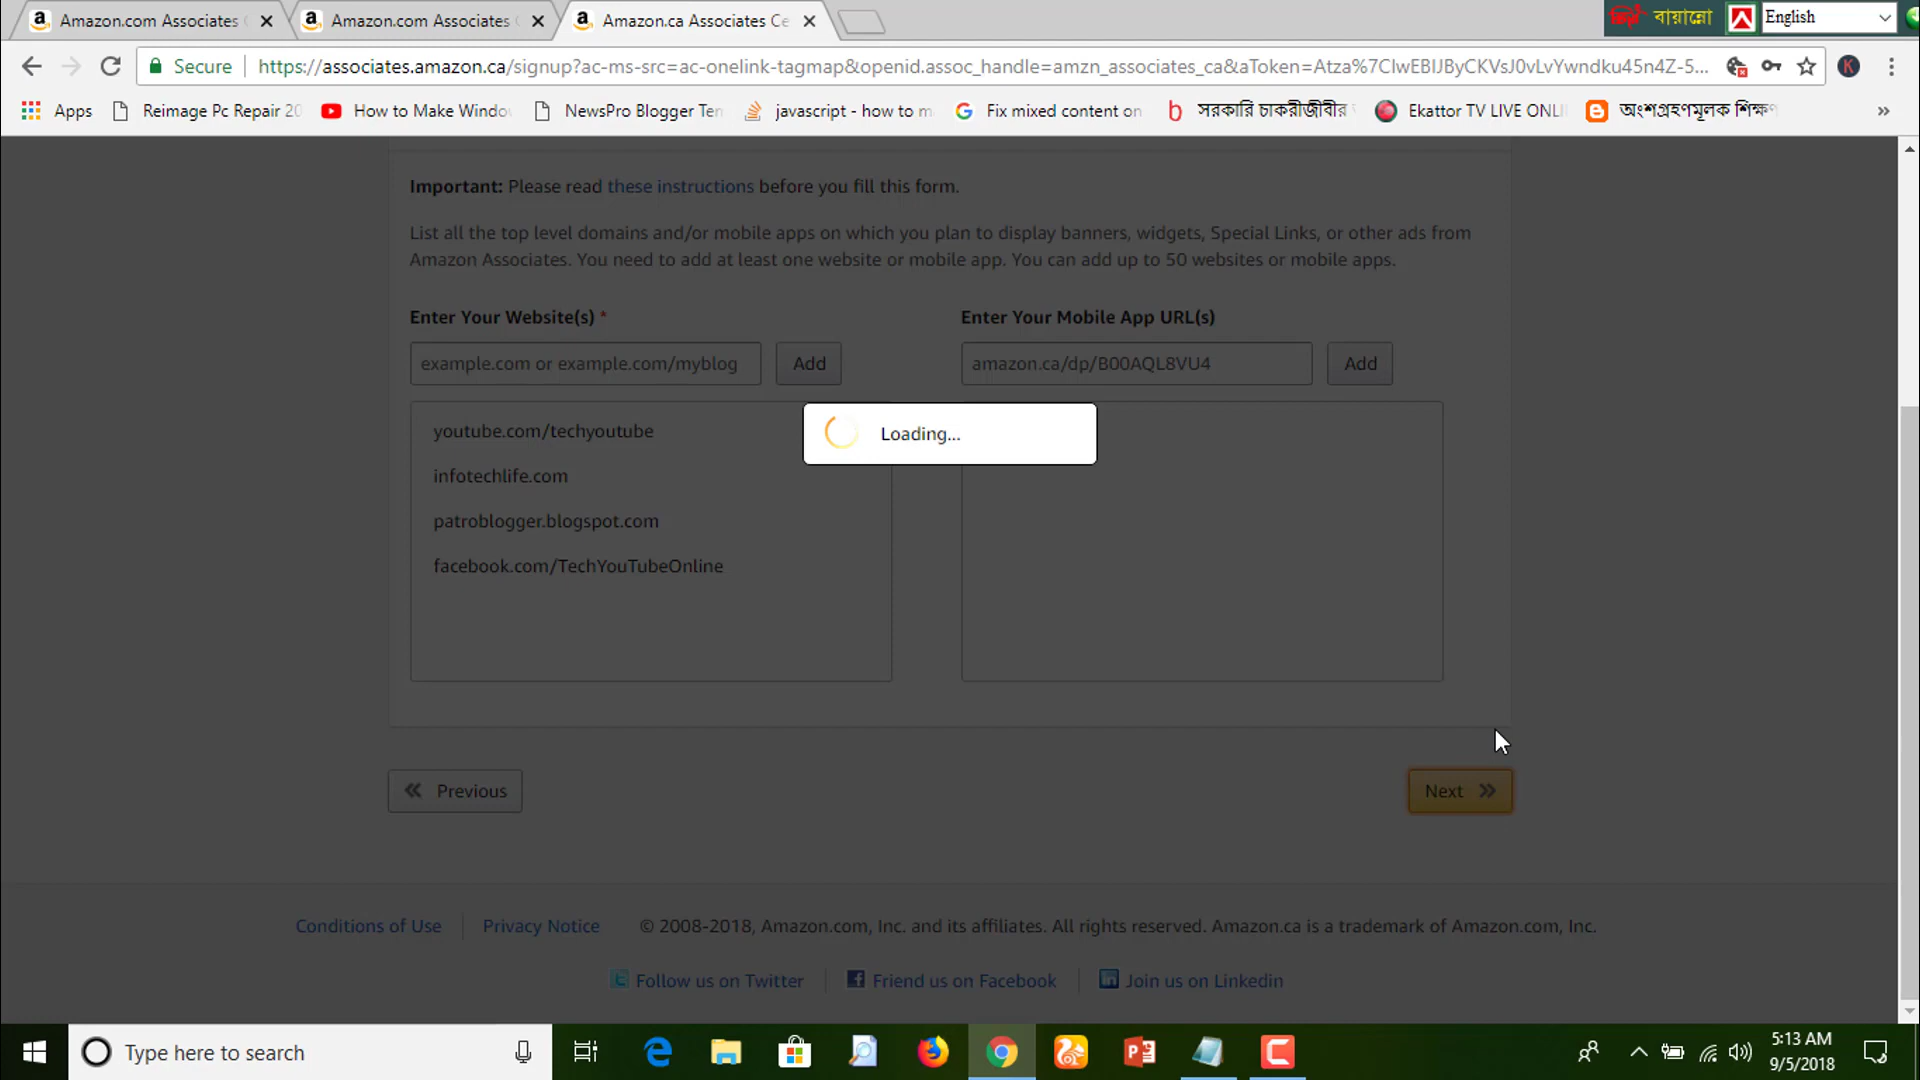 Amazon.com Associates
Amazon.com Associates
Amazon.ca Associates Ce
বায়ান্নো
English
Secure
https://associates.amazon.ca/signup?ac-ms-src=ac-onelink-tagmap&openid.assoc_handle=amzn_associates_ca&aToken=Atza%7CIwEBIJByCKVsJ0vLvYwndku45n4Z-5...
Apps
Reimage Pc Repair 20
How to Make Windo
NewsPro Blogger Ten
javascript - how to m
Fix mixed content on
সরকারি চাকরীজীবীর
Ekattor TV LIVE ONLI
অংশগ্রহণমূলক শিক্ষণ
»
Important: Please read these instructions before you fill this form.
List all the top level domains and/or mobile apps on which you plan to display banners, widgets, Special Links, or other ads from
Amazon Associates. You need to add at least one website or mobile app. You can add up to 50 websites or mobile apps.
Enter Your Website(s) *
Enter Your Mobile App URL(s)
example.com or example.com/myblog
Add
amazon.ca/dp/B00AQL8VU4
Add
youtube.com/techyoutube
Loading...
infotechlife.com
patroblogger.blogspot.com
facebook.com/TechYouTubeOnline
« Previous
Next »
Conditions of Use
Privacy Notice
© 2008-2018, Amazon.com, Inc. and its affiliates. All rights reserved. Amazon.ca is a trademark of Amazon.com, Inc.
Follow us on Twitter
Friend us on Facebook
Join us on Linkedin
Type here to search
5:13 AM
9/5/2018